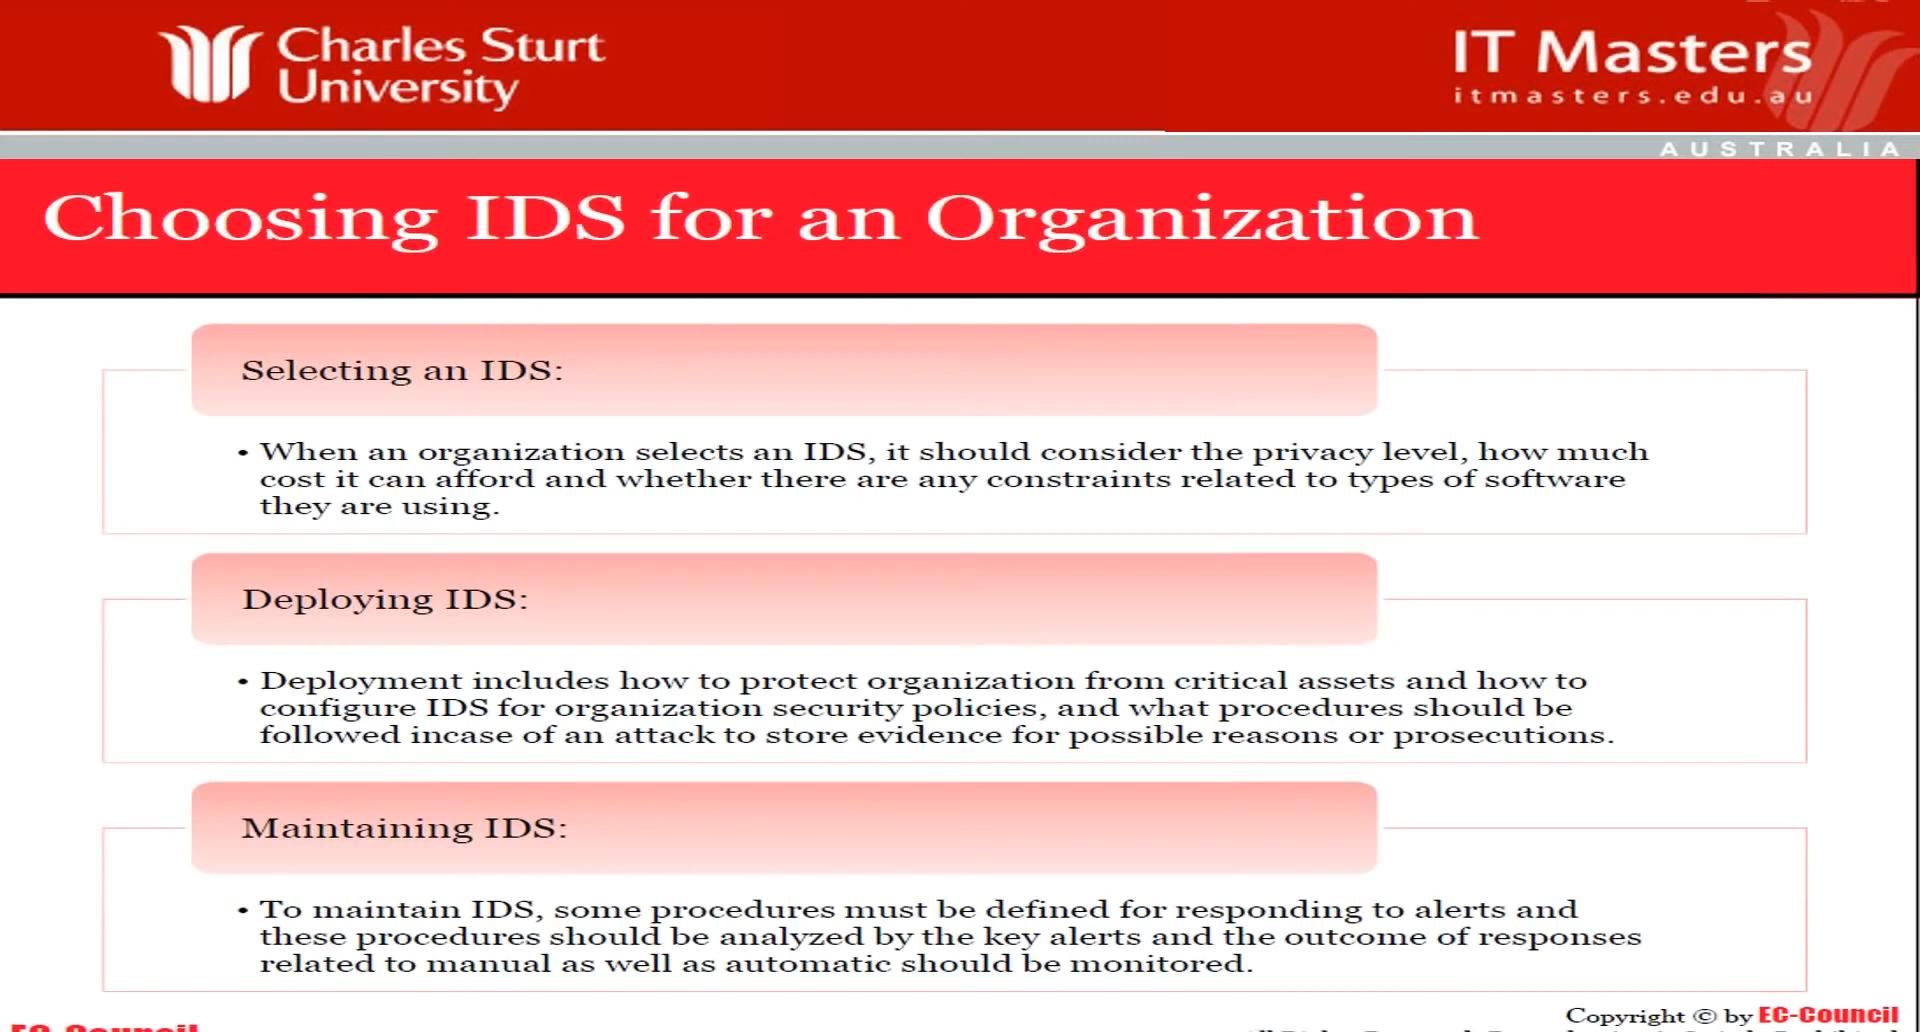 Charles Sturt
University
IT Masters
itmasters.edu.au
AUSTRALIA
Choosing IDS for an Organization
Selecting an IDS:
• When an organization selects an IDS, it should consider the privacy level, how much
cost it can afford and whether there are any constraints related to types of software
they are using.
Deploying IDS:
• Deployment includes how to protect organization from critical assets and how to
configure IDS for organization security policies, and what procedures should be
followed incase of an attack to store evidence for possible reasons or prosecutions.
Maintaining IDS:
• To maintain IDS, some procedures must be defined for responding to alerts and
these procedures should be analyzed by the key alerts and the outcome of responses
related to manual as well as automatic should be monitored.
Copyright © by EC-Council
EC-Council